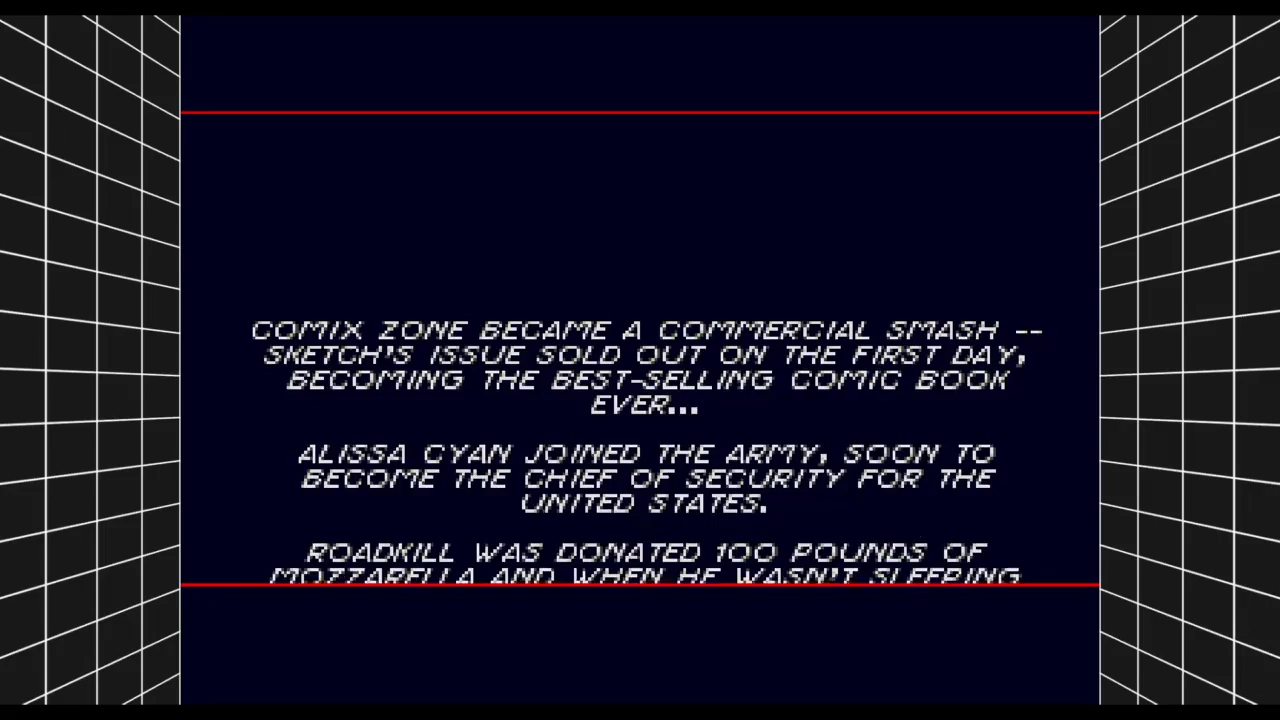 COMIX ZONE BECAME A COMMERCIAL SMASH --
SKETCH'S ISSUE SOLD OUT ON THE FIRST DAY,
BECOMING THE BEST-SELLING COMIC BOOK
EVER...
ALISSA CYAN JOINED THE ARMY, SOON TO
BECOME THE CHIEF OF SECURITY FOR THE
UNITED STATES.
ROADKILL WAS DONATED 100 POUNDS OF
MOZZARELLA AND WHEN HE WASN'T SLEEPING